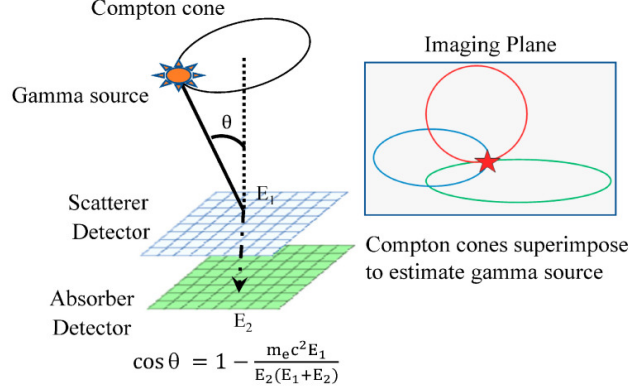 Compton cone
Gamma source
θ
E₁
Scatterer
Detector
Absorber
Detector
E₂
cos θ = 1 − mₑc²E₁ / E₂(E₁+E₂)
Imaging Plane
Compton cones superimpose
to estimate gamma source